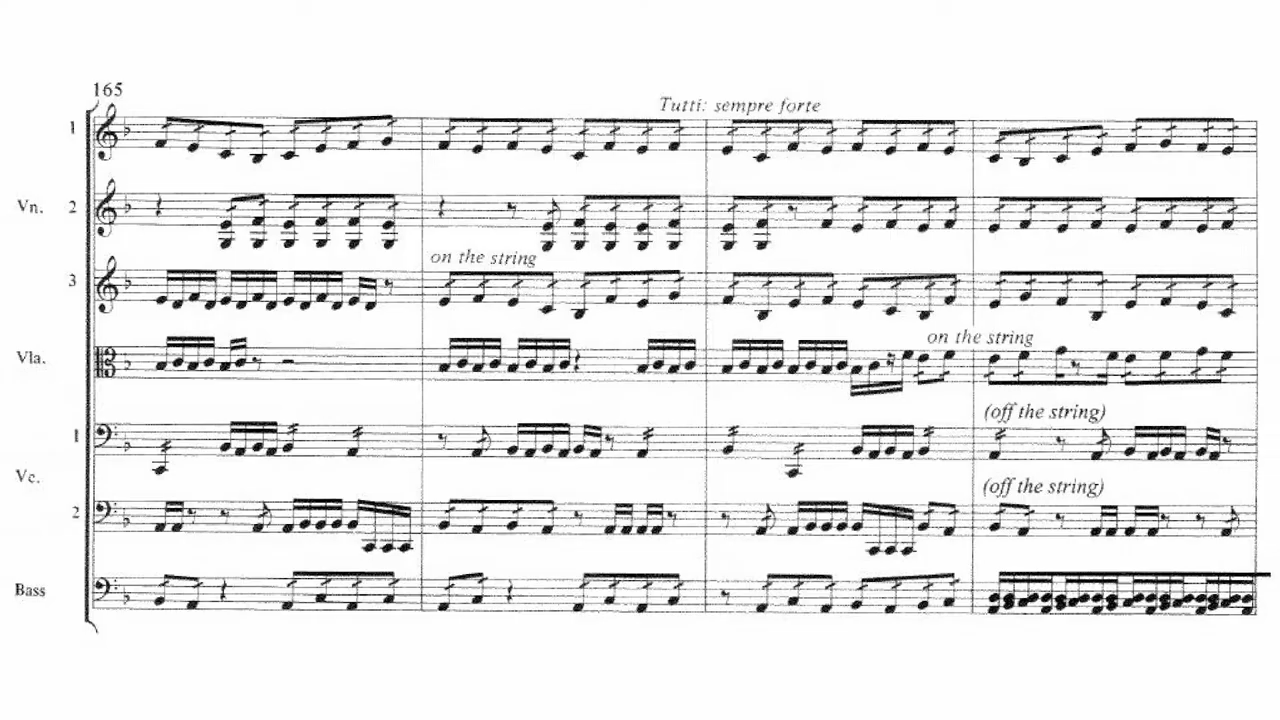 165
Tutti: sempre forte
1
Vn. 2
on the string
3
on the string
Vla.
(off the string)
1
Vc.
(off the string)
2
Bass